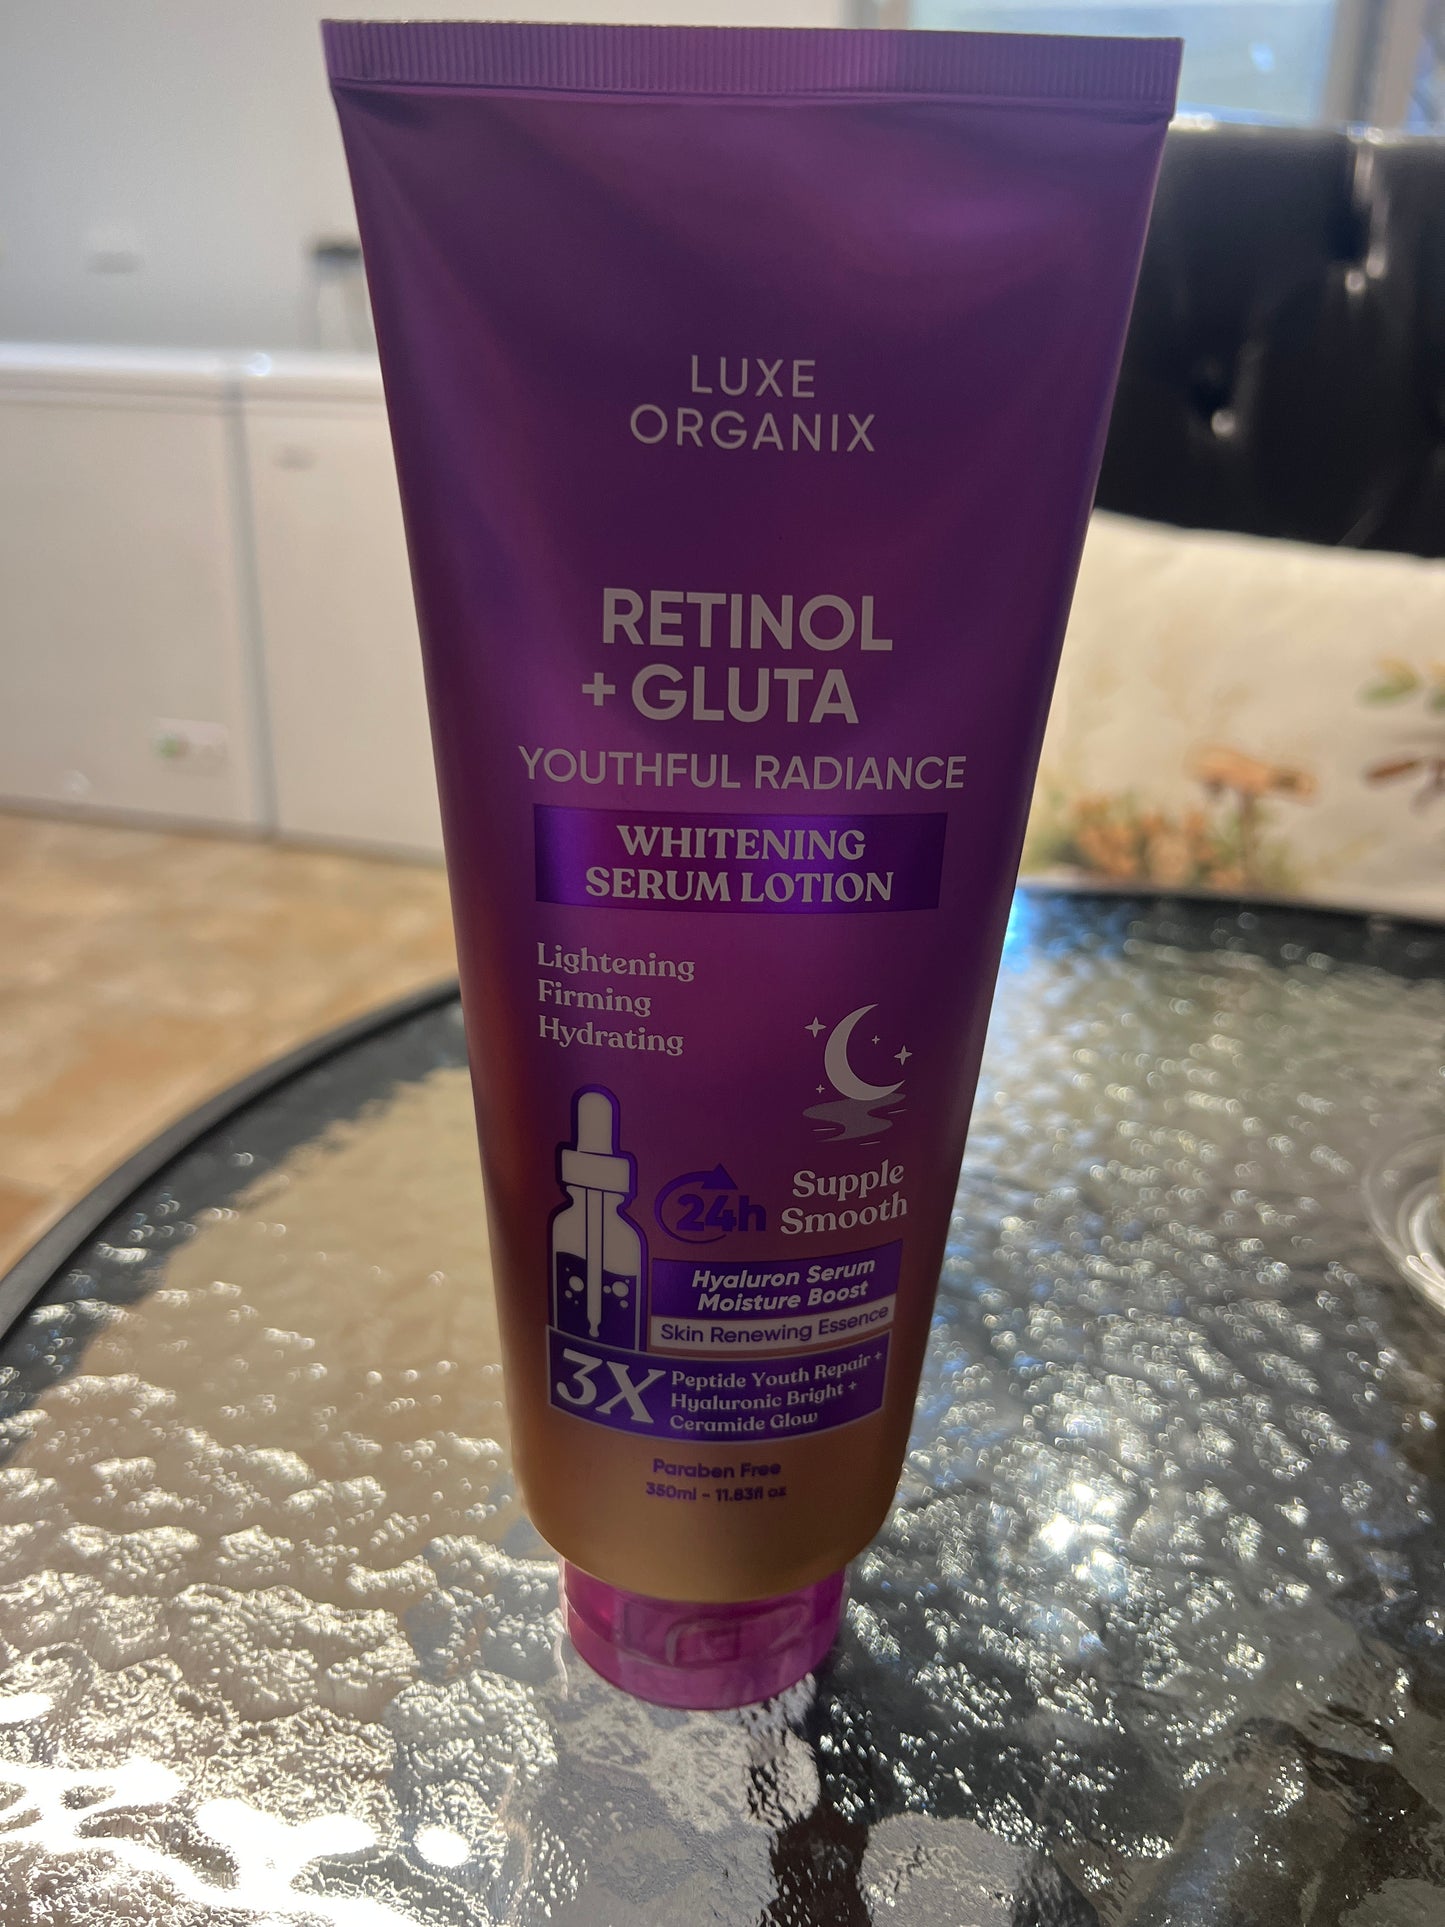 LUXE
ORGANIX
RETINOL
+ GLUTA
YOUTHFUL RADIANCE
WHITENING
SERUM LOTION
Lightening
Firming
Hydrating
24h
Supple
Smooth
Hyaluron Serum
Moisture Boost
Skin Renewing Essence
3X
Peptide Youth Repair +
Hyaluronic Bright +
Ceramide Glow
Paraben Free
350ml - 11.83fl oz